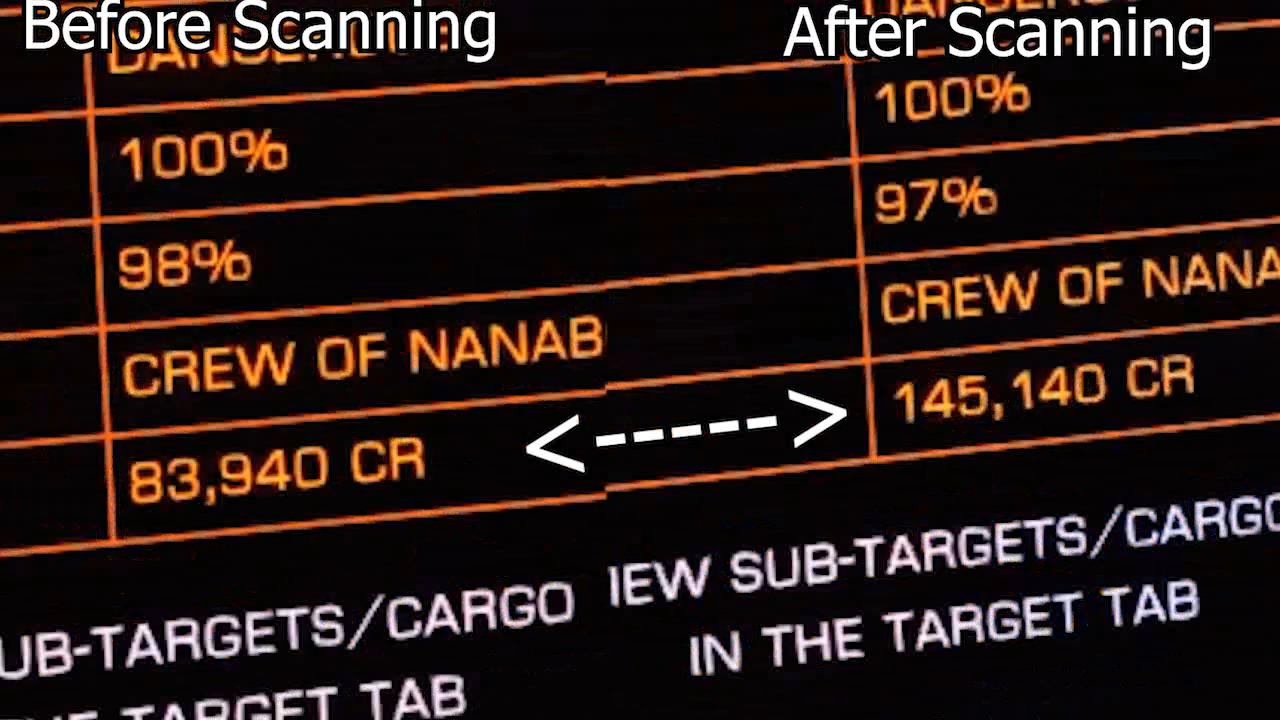 Before Scanning
100%
98%
CREW OF NANAB
83,940 CR
UB-TARGETS/CARGO
TARGET TAB
After Scanning
100%
97%
CREW OF NANA
145,140 CR
IEW SUB-TARGETS/CARGO
IN THE TARGET TAB
<---->